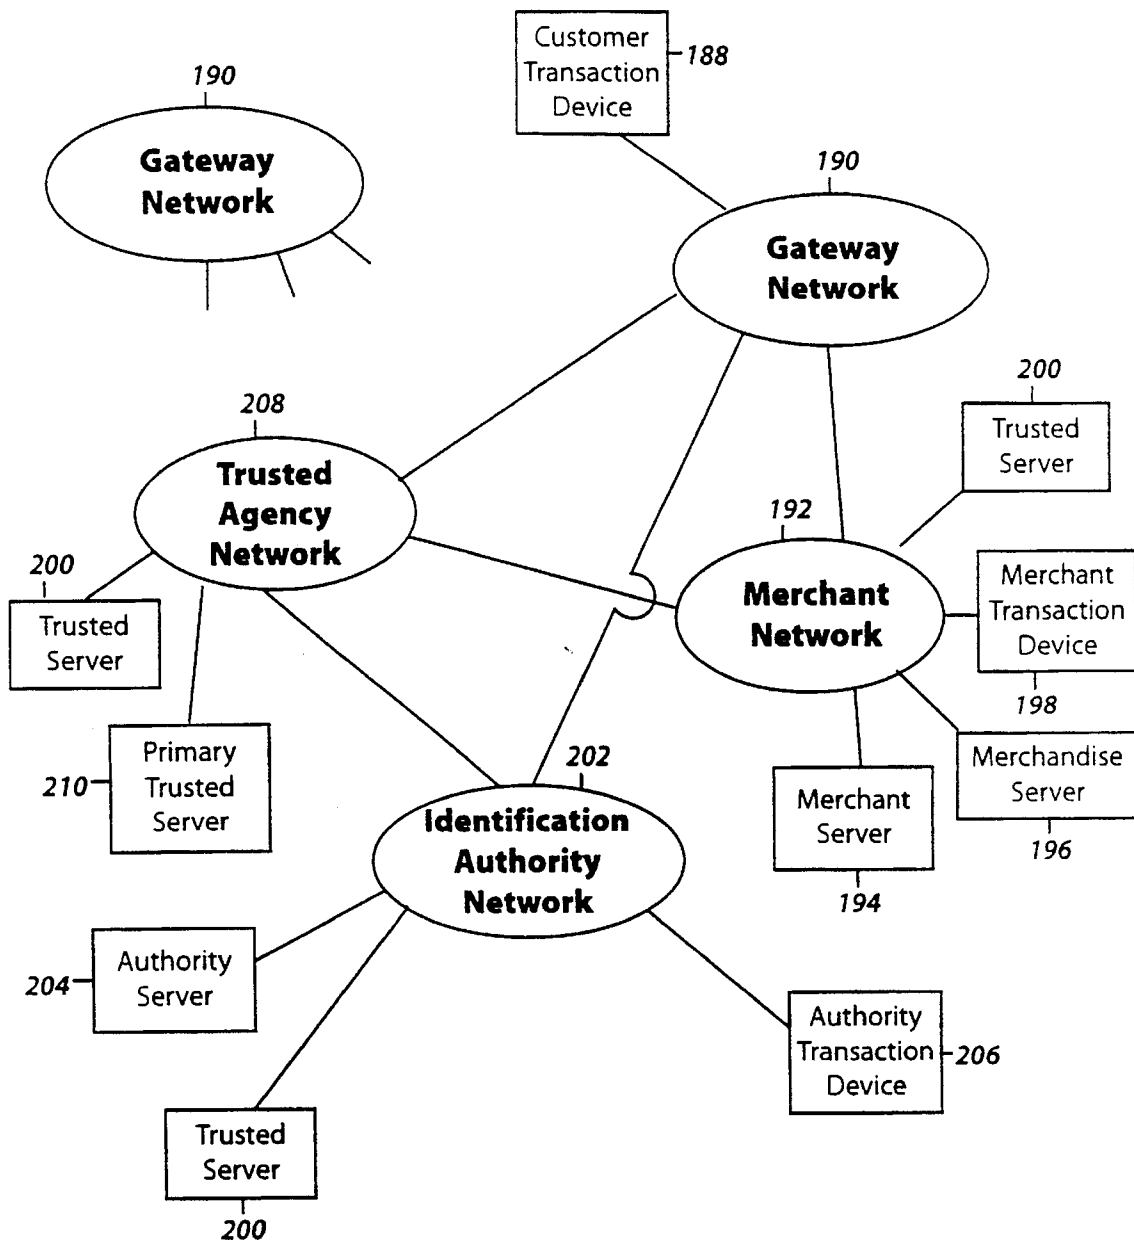 Customer
Transaction
Device
188
190
Gateway
Network
190
Gateway
Network
200
Trusted
Server
208
Trusted
Agency
Network
192
Merchant
Network
Merchant
Transaction
Device
198
200
Trusted
Server
Primary
Trusted
Server
210
202
Identification
Authority
Network
Merchandise
Server
196
Merchant
Server
194
Authority
Server
204
Authority
Transaction
Device
206
Trusted
Server
200